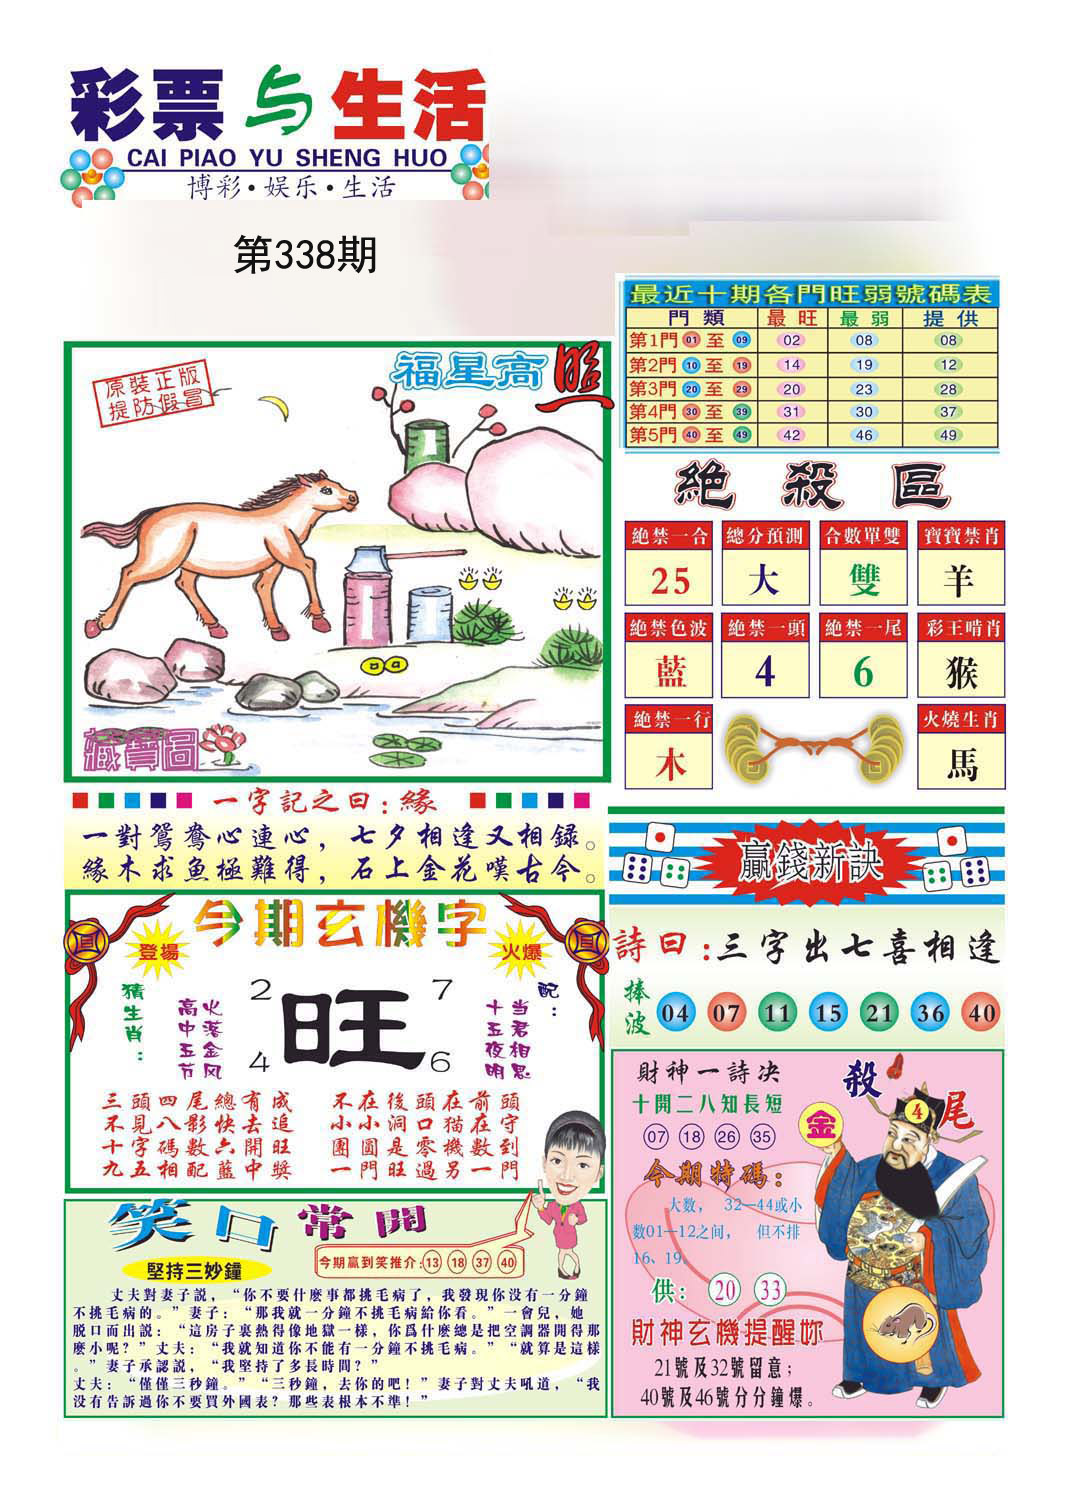 彩票与生活
CAI PIAO YU SHENG HUO
博彩·娱乐·生活
第338期
福星高照
原裝正版
提防假冒
藏寶圖
最近十期各門旺弱號碼表
門類 最旺 最弱 提供
第1門 01 至 09 02 08 08
第2門 10 至 19 14 19 12
第3門 20 至 29 20 23 28
第4門 30 至 39 31 30 37
第5門 40 至 49 42 46 49
絕殺區
絕禁一合 總分預測 合數單雙 寶寶禁肖
25 大 雙 羊
絕禁色波 絕禁一頭 絕禁一尾 彩王啃肖
藍 4 6 猴
絕禁一行 火燒生肖
木 馬
一字記之曰:緣
一對鴛鴦心連心，七夕相逢又相録。
緣木求魚極難得，石上金花嘆古今。
今期玄機字
登場
火爆
猜生肖：
火落金风
高中五节
2 7
旺
4 6
配：
当君相思
十五夜明
三頭四尾總有成
不見八影快去追
十字碼數六開旺
九五相配藍中獎
不在後頭在前頭
小小洞口猫在守
團圓是零機數到
一門旺過另一門
贏錢新訣
詩曰:三字出七喜相逢
捧波 04 07 11 15 21 36 40
財神一詩决
十開二八知長短
07 18 26 35
今期特碼：
大數， 32—44或小
數01—12之間， 但不排
16、19.
供： 20 33
財神玄機提醒妳
21號及32號留意；
40號及46號分分鐘爆。
殺
4
尾
金
笑口常開
堅持三妙鐘
今期贏到笑推介:13 18 37 40
丈夫對妻子説，“你不要什麽事都挑毛病了，我發現你没有一分鐘
不挑毛病的。”妻子：“那我就一分鐘不挑毛病給你看。”一會兒，她
脱口而出説：“這房子裏熱得像地獄一樣，你爲什麽總是把空調器開得那
麽小呢？”丈夫：“我就知道你不能有一分鐘不挑毛病。”“就算是這樣
。”妻子承認説，“我堅持了多長時間？”
丈夫：“僅僅三秒鐘。”“三秒鐘，去你的吧！”妻子對丈夫吼道，“我
没有告訴過你不要買外國表？那些表根本不準！”